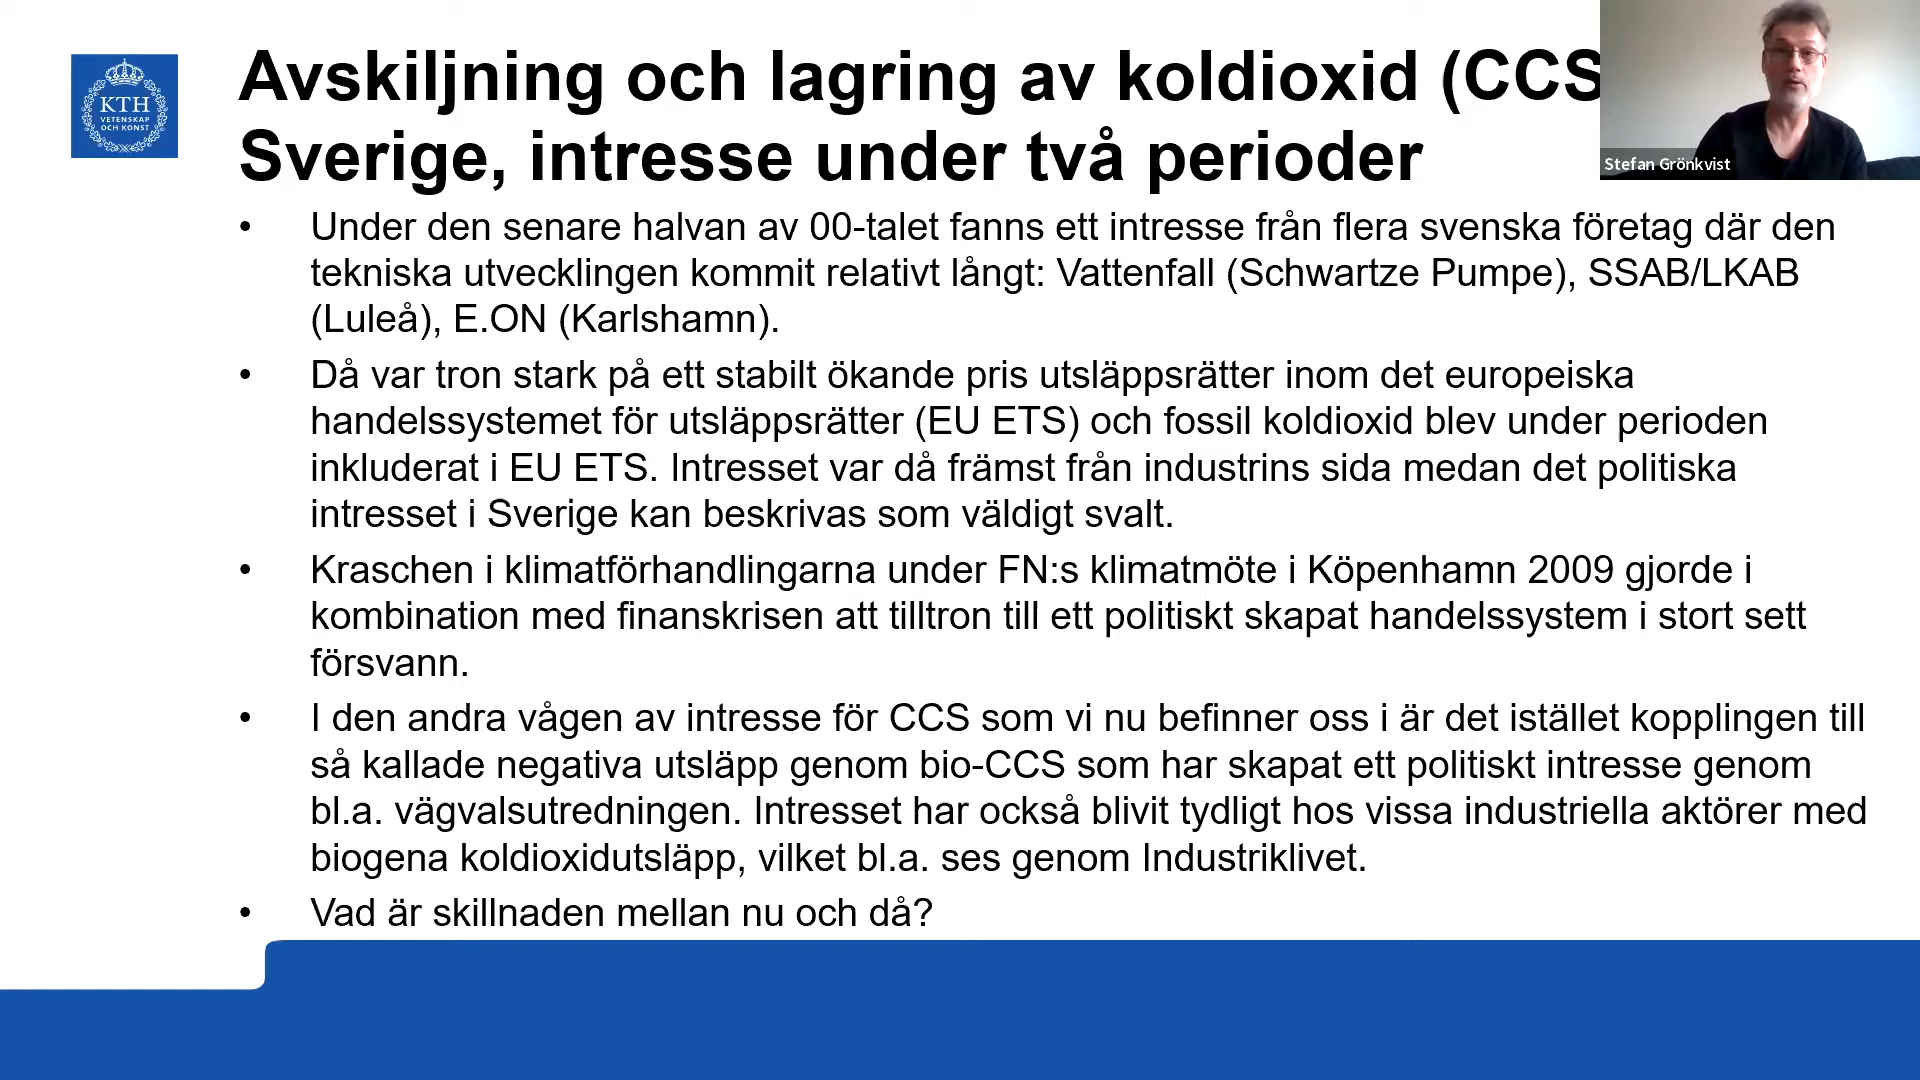 KTH
VETENSKAP
OCH KONST
Avskiljning och lagring av koldioxid (CCS
Sverige, intresse under två perioder
Stefan Grönkvist
• Under den senare halvan av 00-talet fanns ett intresse från flera svenska företag där den
tekniska utvecklingen kommit relativt långt: Vattenfall (Schwartze Pumpe), SSAB/LKAB
(Luleå), E.ON (Karlshamn).
• Då var tron stark på ett stabilt ökande pris utsläppsrätter inom det europeiska
handelssystemet för utsläppsrätter (EU ETS) och fossil koldioxid blev under perioden
inkluderat i EU ETS. Intresset var då främst från industrins sida medan det politiska
intresset i Sverige kan beskrivas som väldigt svalt.
• Kraschen i klimatförhandlingarna under FN:s klimatmöte i Köpenhamn 2009 gjorde i
kombination med finanskrisen att tilltron till ett politiskt skapat handelssystem i stort sett
försvann.
• I den andra vågen av intresse för CCS som vi nu befinner oss i är det istället kopplingen till
så kallade negativa utsläpp genom bio-CCS som har skapat ett politiskt intresse genom
bl.a. vägvalsutredningen. Intresset har också blivit tydligt hos vissa industriella aktörer med
biogena koldioxidutsläpp, vilket bl.a. ses genom Industriklivet.
• Vad är skillnaden mellan nu och då?